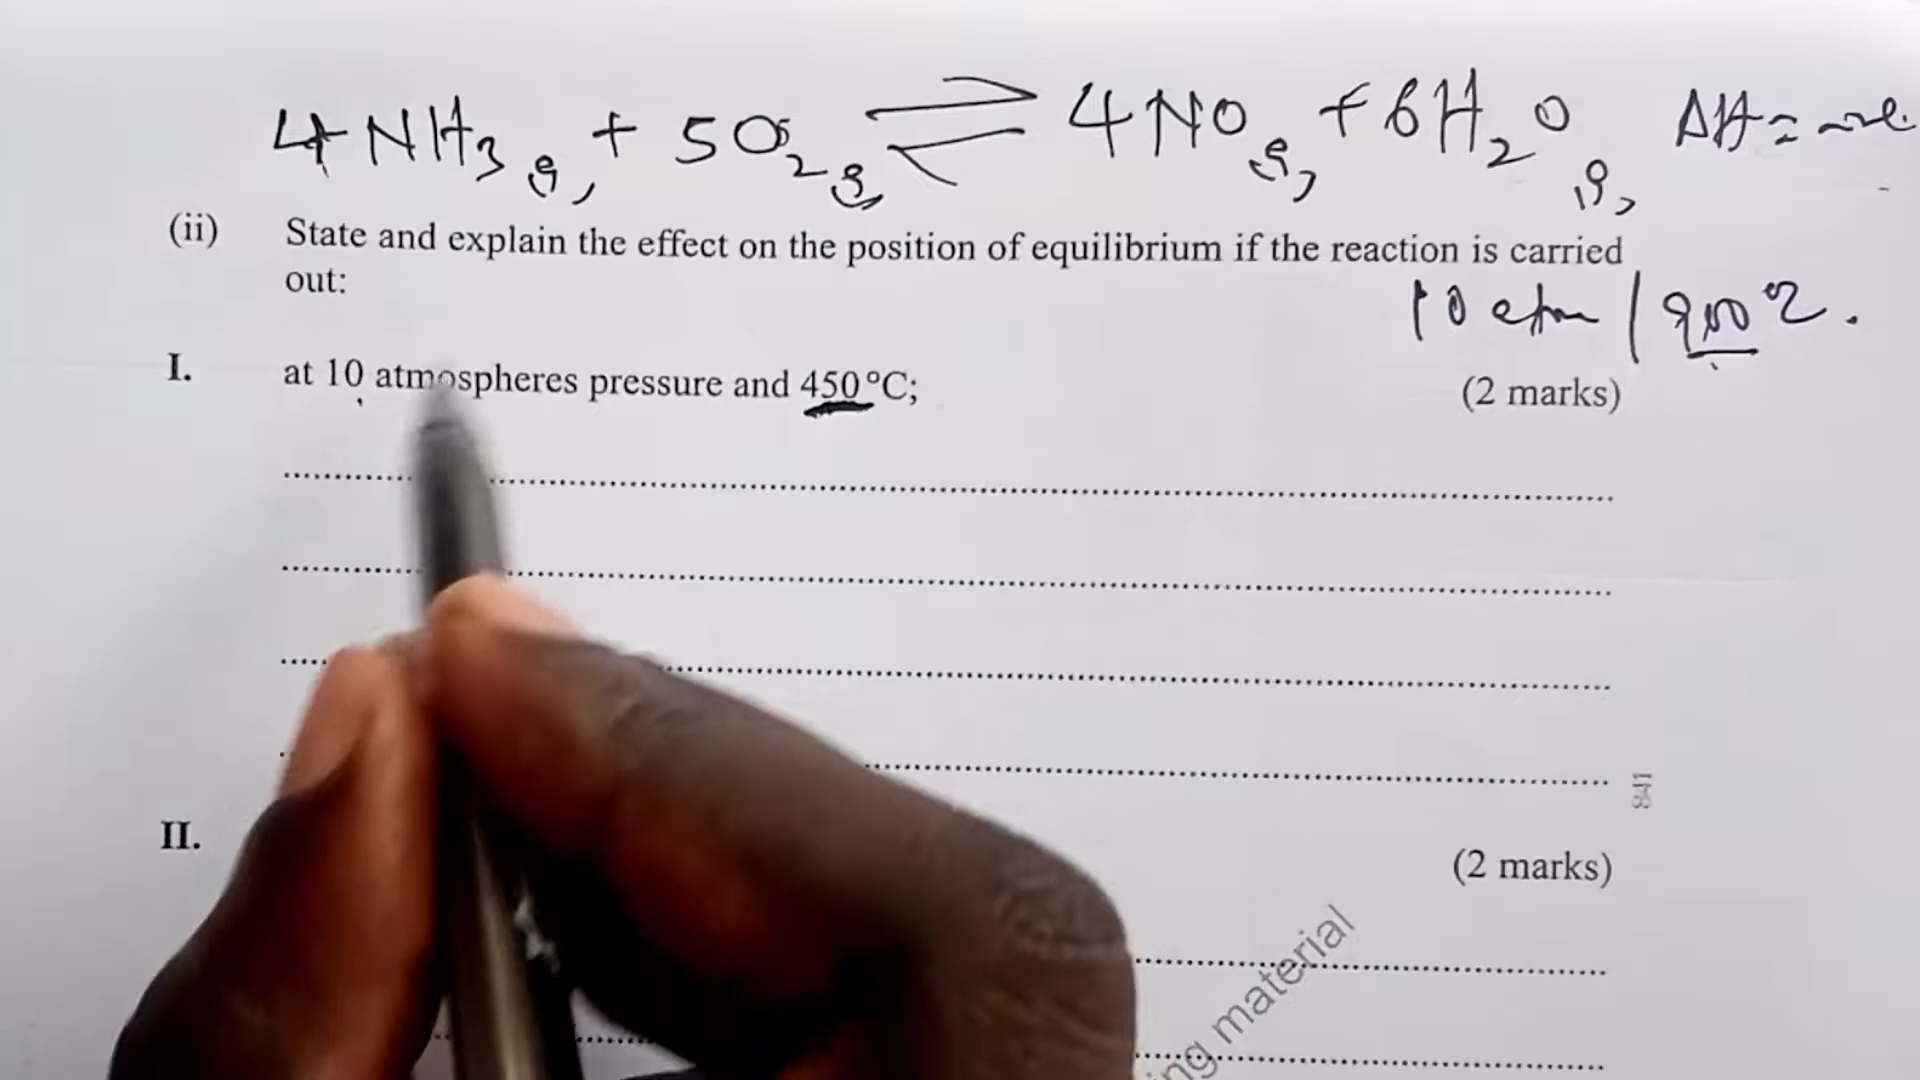 4NH3 g, + 5O2 g, ⇌ 4NO g, + 6H2O g, ΔH = -ve.
(ii) State and explain the effect on the position of equilibrium if the reaction is carried
out:
10 atm / 900 °C.
I. at 10 atmospheres pressure and 450 °C; (2 marks)
841
II. (2 marks)
material